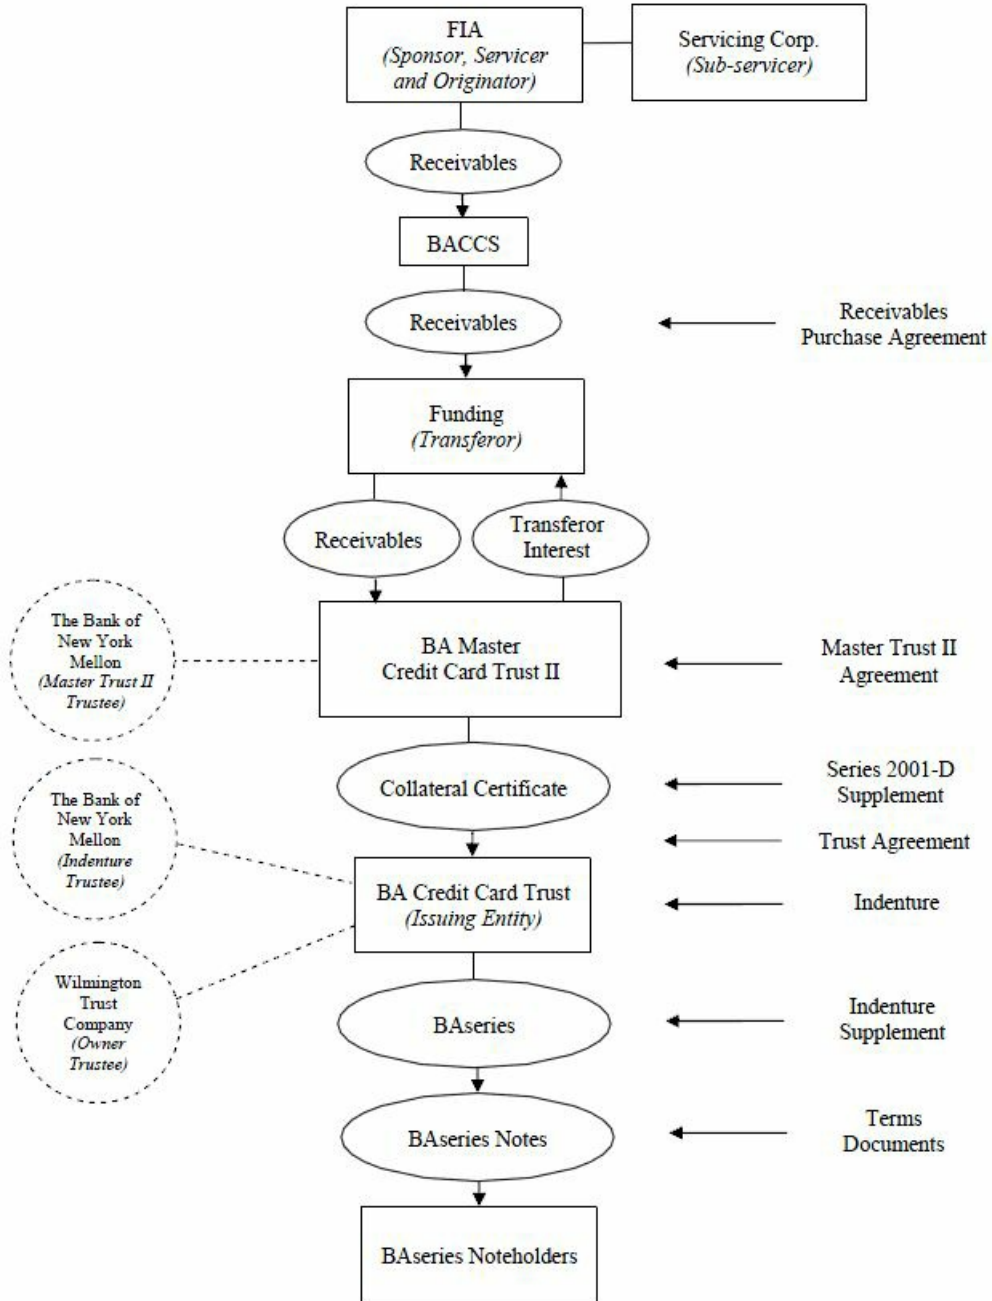 FIA
(Sponsor, Servicer
and Originator)
Servicing Corp.
(Sub-servicer)
Receivables
BACCS
Receivables
Receivables
Purchase Agreement
Funding
(Transferor)
Receivables
Transferor
Interest
The Bank of
New York
Mellon
(Master Trust II
Trustee)
BA Master
Credit Card Trust II
Master Trust II
Agreement
Collateral Certificate
Series 2001-D
Supplement
The Bank of
New York
Mellon
(Indenture
Trustee)
Trust Agreement
BA Credit Card Trust
(Issuing Entity)
Indenture
Wilmington
Trust
Company
(Owner
Trustee)
BAseries
Indenture
Supplement
BAseries Notes
Terms
Documents
BAseries Noteholders